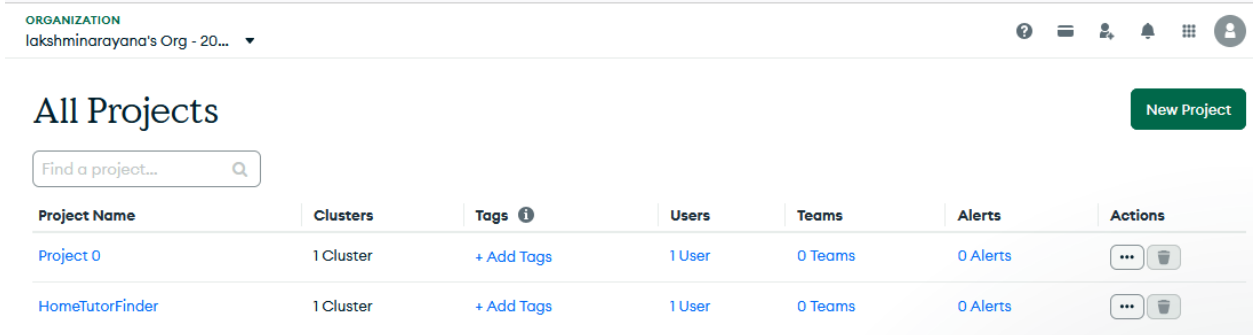 ORGANIZATION
lakshminarayana's Org - 20...
All Projects
New Project
Find a project...
Project Name Clusters Tags Users Teams Alerts Actions
Project 0 1 Cluster + Add Tags 1 User 0 Teams 0 Alerts
HomeTutorFinder 1 Cluster + Add Tags 1 User 0 Teams 0 Alerts